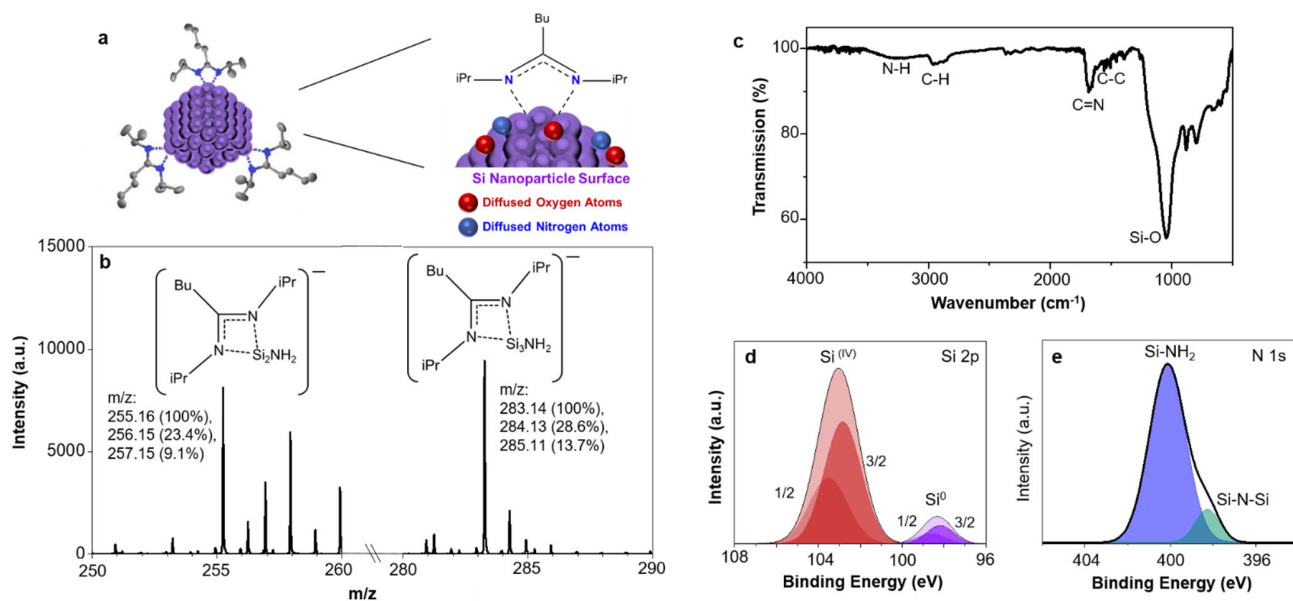 a
Bu
iPr
N
N
iPr
Si Nanoparticle Surface
Diffused Oxygen Atoms
Diffused Nitrogen Atoms
b
Intensity (a.u.)
15000
10000
5000
0
Bu
iPr
N
N
Si₂NH₂
iPr
−
m/z:
255.16 (100%),
256.15 (23.4%),
257.15 (9.1%)
Bu
iPr
N
N
Si₃NH₂
iPr
−
m/z:
283.14 (100%),
284.13 (28.6%),
285.11 (13.7%)
250 255 260 280 285 290
m/z
c
Transmission (%)
100
80
60
N-H
C-H
C=N
C-C
Si-O
4000 3000 2000 1000
Wavenumber (cm⁻¹)
d
Si (IV)
Si 2p
Intensity (a.u.)
1/2
3/2
Si⁰
1/2
3/2
108 104 100 96
Binding Energy (eV)
e
Si-NH₂
N 1s
Intensity (a.u.)
Si-N-Si
404 400 396
Binding Energy (eV)